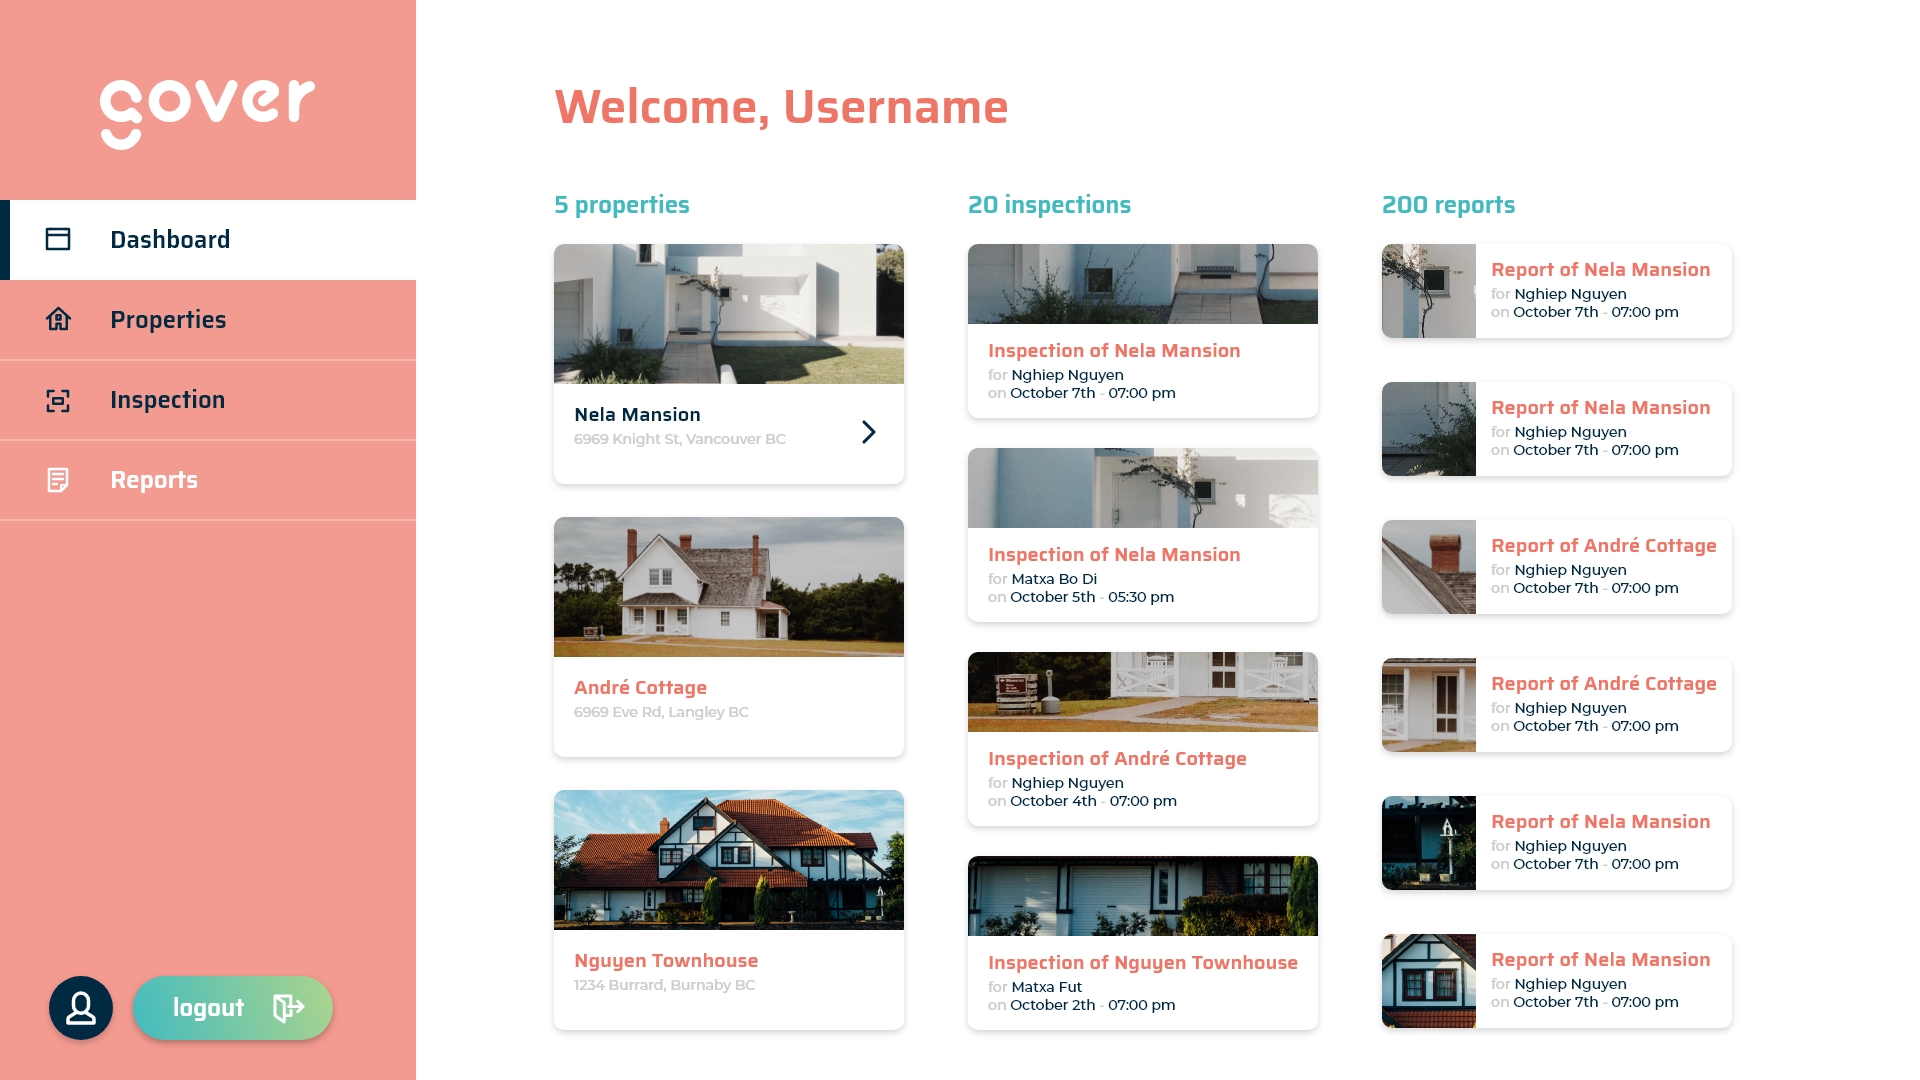 gover
Dashboard
Properties
Inspection
Reports
logout
Welcome, Username
5 properties
Nela Mansion
6969 Knight St, Vancouver BC
André Cottage
6969 Eve Rd, Langley BC
Nguyen Townhouse
1234 Burrard, Burnaby BC
20 inspections
Inspection of Nela Mansion
for Nghiep Nguyen
on October 7th - 07:00 pm
Inspection of Nela Mansion
for Matxa Bo Di
on October 5th - 05:30 pm
Inspection of André Cottage
for Nghiep Nguyen
on October 4th - 07:00 pm
Inspection of Nguyen Townhouse
for Matxa Fut
on October 2th - 07:00 pm
200 reports
Report of Nela Mansion
for Nghiep Nguyen
on October 7th - 07:00 pm
Report of Nela Mansion
for Nghiep Nguyen
on October 7th - 07:00 pm
Report of André Cottage
for Nghiep Nguyen
on October 7th - 07:00 pm
Report of André Cottage
for Nghiep Nguyen
on October 7th - 07:00 pm
Report of Nela Mansion
for Nghiep Nguyen
on October 7th - 07:00 pm
Report of Nela Mansion
for Nghiep Nguyen
on October 7th - 07:00 pm